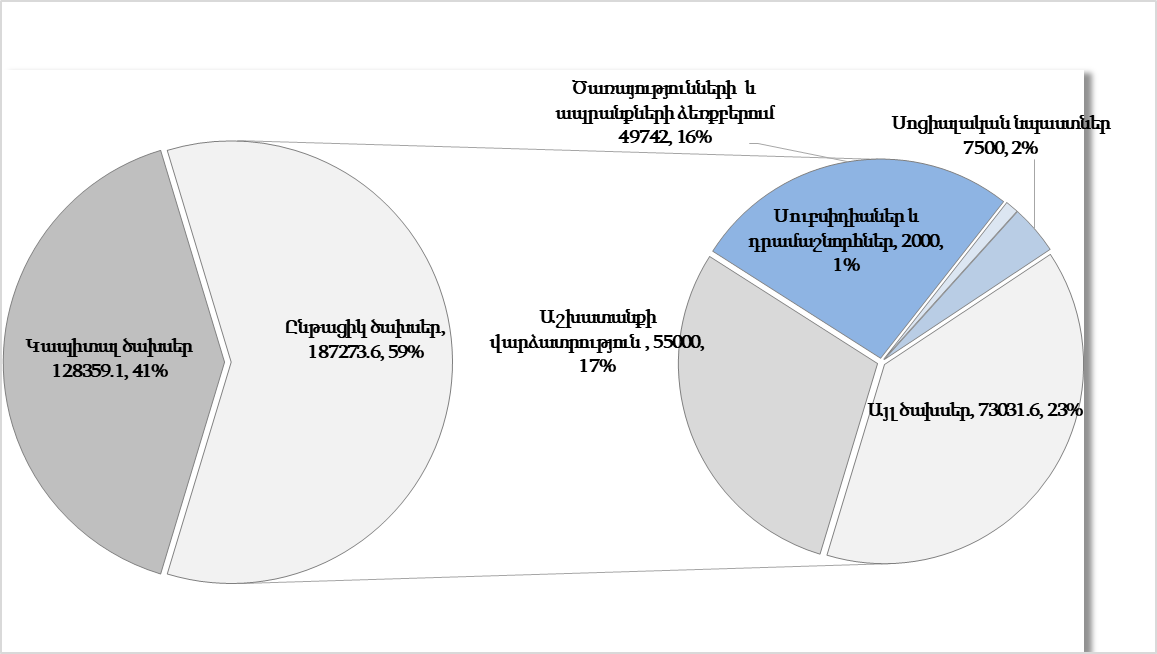 Ծառայությունների և
ապրանքների ձեռքբերում
49742, 16%
Սոցիալական նպաստներ
7500, 2%
Սուբսիդիաներ և
դրամաշնորհներ, 2000,
1%
Աշխատանքի
վարձատրություն , 55000,
17%
Ընթացիկ ծախսեր,
187273.6, 59%
Կապիտալ ծախսեր
128359.1, 41%
Այլ ծախսեր, 73031.6, 23%